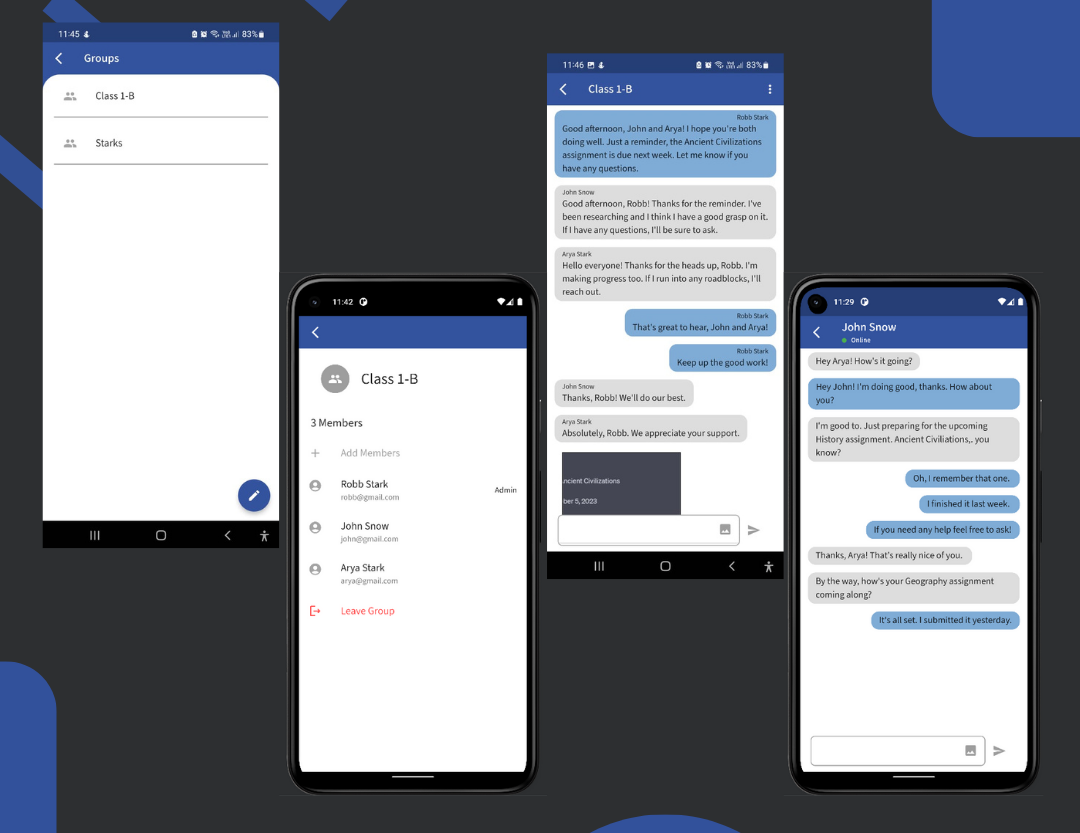 11:45
83%
Groups
Class 1-B
Starks
11:42
Class 1-B
3 Members
Add Members
Robb Stark
robb@gmail.com
Admin
John Snow
john@gmail.com
Arya Stark
arya@gmail.com
Leave Group
11:46
83%
Class 1-B
Robb Stark
Good afternoon, John and Arya! I hope you're both
doing well. Just a reminder, the Ancient Civilizations
assignment is due next week. Let me know if you
have any questions.
John Snow
Good afternoon, Robb! Thanks for the reminder. I've
been researching and I think I have a good grasp on it.
If I have any questions, I'll be sure to ask.
Arya Stark
Hello everyone! Thanks for the heads up, Robb. I'm
making progress too. If I run into any roadblocks, I'll
reach out.
Robb Stark
That's great to hear, John and Arya!
Robb Stark
Keep up the good work!
John Snow
Thanks, Robb! We'll do our best.
Arya Stark
Absolutely, Robb. We appreciate your support.
ncient Civilizations
ber 5, 2023
11:29
John Snow
Online
Hey Arya! How's it going?
Hey John! I'm doing good, thanks. How about
you?
I'm good to. Just preparing for the upcoming
History assignment. Ancient Civiliations,. you
know?
Oh, I remember that one.
I finished it last week.
If you need any help feel free to ask!
Thanks, Arya! That's really nice of you.
By the way, how's your Geography assignment
coming along?
It's all set. I submitted it yesterday.